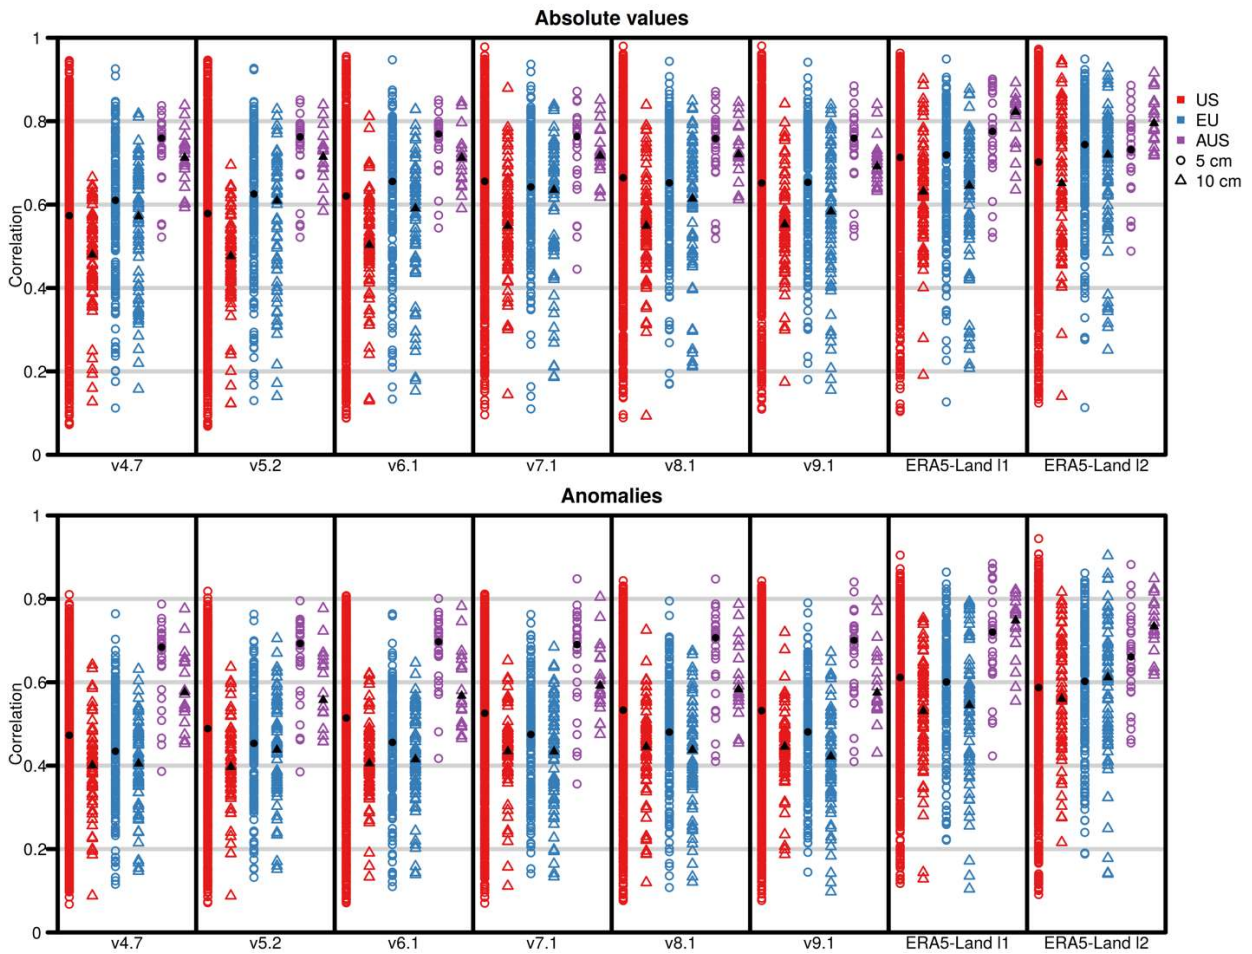 Absolute values
1
0.8
0.6
0.4
0.2
0
Correlation
v4.7 v5.2 v6.1 v7.1 v8.1 v9.1 ERA5-Land l1 ERA5-Land l2
US
EU
AUS
5 cm
10 cm
Anomalies
1
0.8
0.6
0.4
0.2
0
Correlation
v4.7 v5.2 v6.1 v7.1 v8.1 v9.1 ERA5-Land l1 ERA5-Land l2